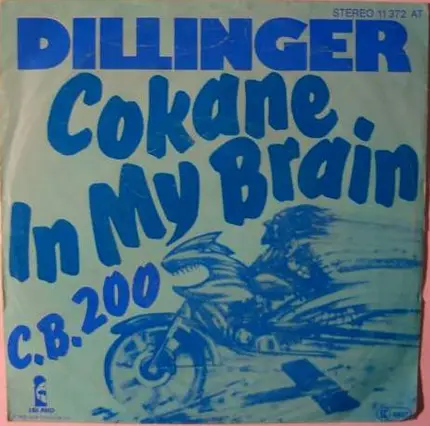 STEREO 11 372 AT
DILLINGER
Cokane
In My Brain
C.B. 200
ISLAND